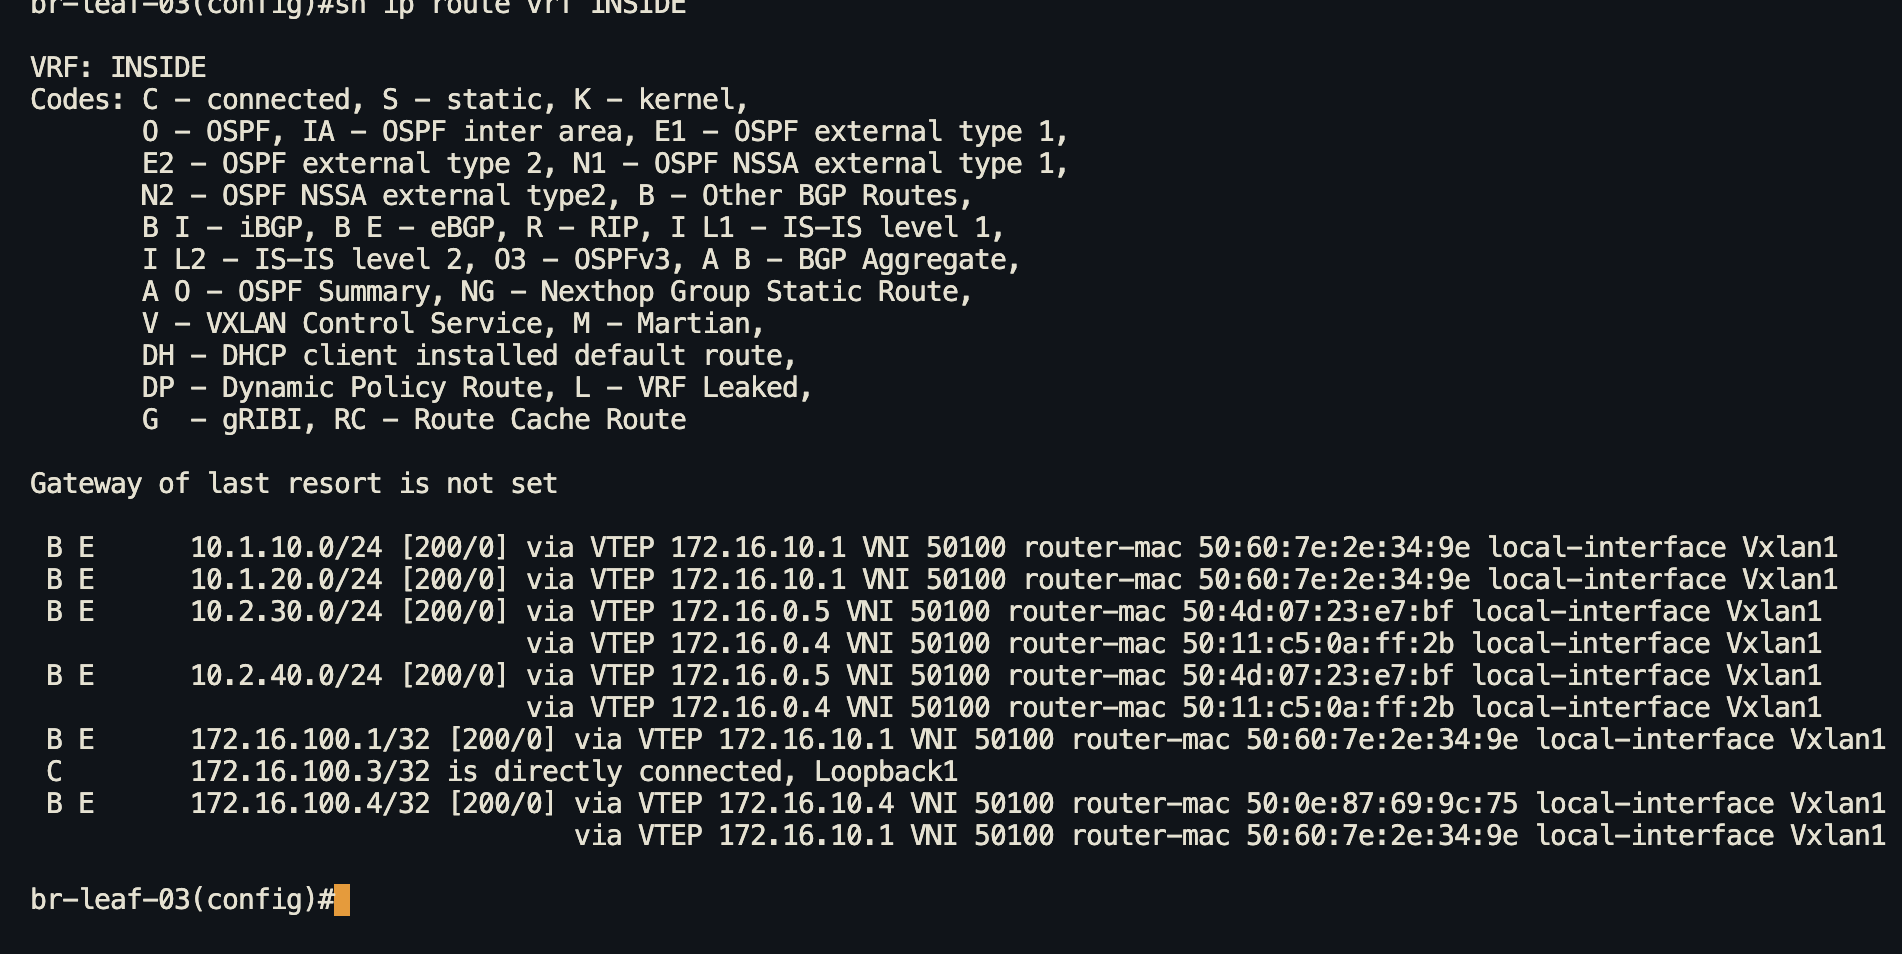 br-leaf-03(config)#sh ip route vrf INSIDE
VRF: INSIDE
Codes: C - connected, S - static, K - kernel,
O - OSPF, IA - OSPF inter area, E1 - OSPF external type 1,
E2 - OSPF external type 2, N1 - OSPF NSSA external type 1,
N2 - OSPF NSSA external type2, B - Other BGP Routes,
B I - iBGP, B E - eBGP, R - RIP, I L1 - IS-IS level 1,
I L2 - IS-IS level 2, O3 - OSPFv3, A B - BGP Aggregate,
A O - OSPF Summary, NG - Nexthop Group Static Route,
V - VXLAN Control Service, M - Martian,
DH - DHCP client installed default route,
DP - Dynamic Policy Route, L - VRF Leaked,
G  - gRIBI, RC - Route Cache Route
Gateway of last resort is not set
B E      10.1.10.0/24 [200/0] via VTEP 172.16.10.1 VNI 50100 router-mac 50:60:7e:2e:34:9e local-interface Vxlan1
B E      10.1.20.0/24 [200/0] via VTEP 172.16.10.1 VNI 50100 router-mac 50:60:7e:2e:34:9e local-interface Vxlan1
B E      10.2.30.0/24 [200/0] via VTEP 172.16.0.5 VNI 50100 router-mac 50:4d:07:23:e7:bf local-interface Vxlan1
via VTEP 172.16.0.4 VNI 50100 router-mac 50:11:c5:0a:ff:2b local-interface Vxlan1
B E      10.2.40.0/24 [200/0] via VTEP 172.16.0.5 VNI 50100 router-mac 50:4d:07:23:e7:bf local-interface Vxlan1
via VTEP 172.16.0.4 VNI 50100 router-mac 50:11:c5:0a:ff:2b local-interface Vxlan1
B E      172.16.100.1/32 [200/0] via VTEP 172.16.10.1 VNI 50100 router-mac 50:60:7e:2e:34:9e local-interface Vxlan1
C        172.16.100.3/32 is directly connected, Loopback1
B E      172.16.100.4/32 [200/0] via VTEP 172.16.10.4 VNI 50100 router-mac 50:0e:87:69:9c:75 local-interface Vxlan1
via VTEP 172.16.10.1 VNI 50100 router-mac 50:60:7e:2e:34:9e local-interface Vxlan1
br-leaf-03(config)#